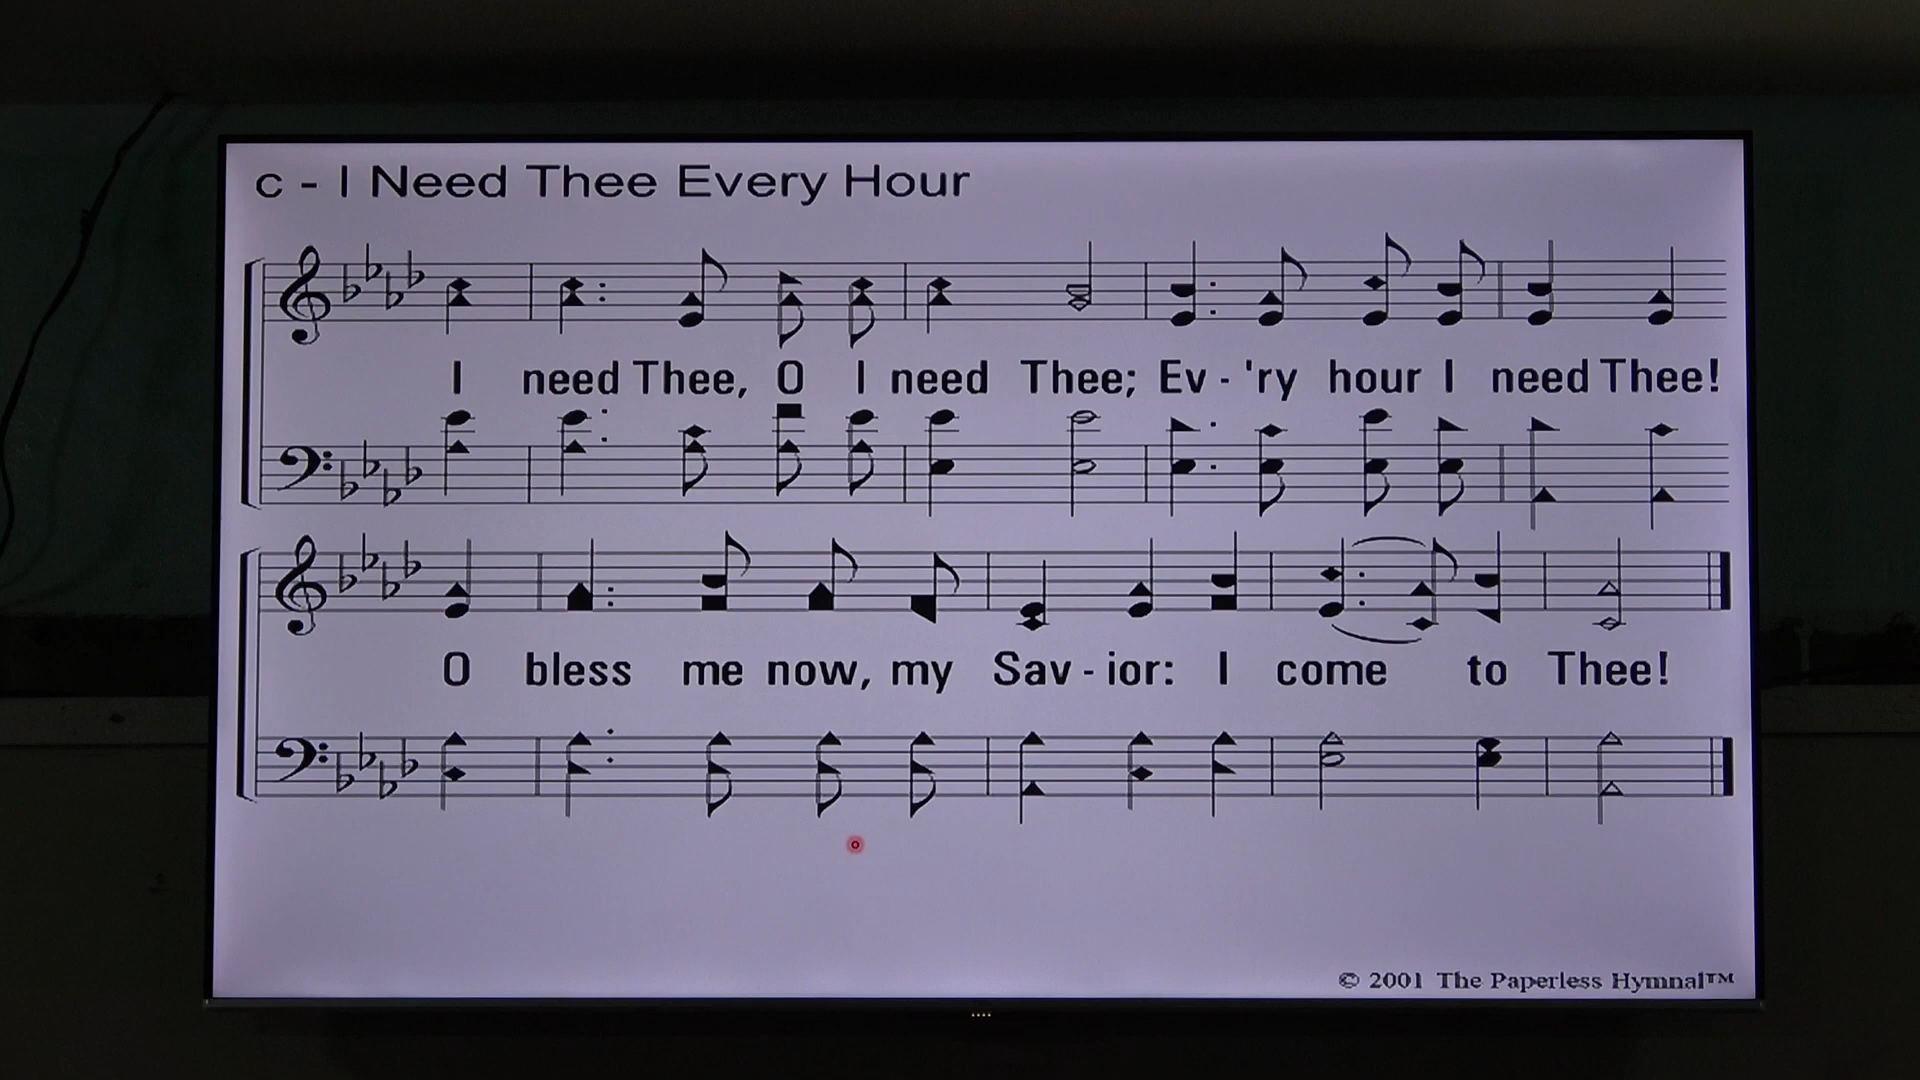 c - I Need Thee Every Hour
I need Thee, O I need Thee; Ev - 'ry hour I need Thee!
O bless me now, my Sav - ior: I come to Thee!
© 2001 The Paperless Hymnal™